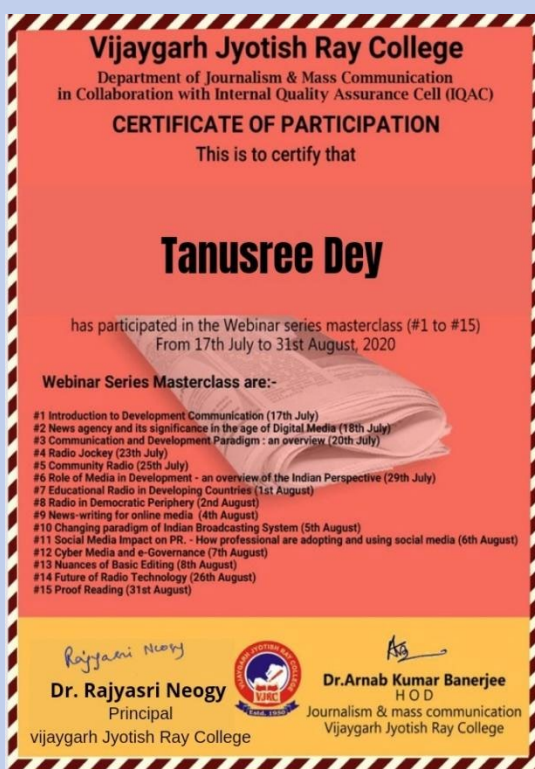 Vijaygarh Jyotish Ray College
Department of Journalism & Mass Communication
in Collaboration with Internal Quality Assurance Cell (IQAC)
CERTIFICATE OF PARTICIPATION
This is to certify that
Tanusree Dey
has participated in the Webinar series masterclass (#1 to #15)
From 17th July to 31st August, 2020
Webinar Series Masterclass are:-
#1 Introduction to Development Communication (17th July)
#2 News agency and its significance in the age of Digital Media (18th July)
#3 Communication and Development Paradigm : an overview (20th July)
#4 Radio Jockey (23th July)
#5 Community Radio (25th July)
#6 Role of Media in Development - an overview of the Indian Perspective (29th July)
#7 Educational Radio in Developing Countries (1st August)
#8 Radio in Democratic Periphery (2nd August)
#9 News-writing for online media (4th August)
#10 Changing paradigm of Indian Broadcasting System (5th August)
#11 Social Media Impact on PR. - How professional are adopting and using social media (6th August)
#12 Cyber Media and e-Governance (7th August)
#13 Nuances of Basic Editing (8th August)
#14 Future of Radio Technology (26th August)
#15 Proof Reading (31st August)
Rajyasri Neogy
Dr. Rajyasri Neogy
Principal
vijaygarh Jyotish Ray College
VIJAYGARH JYOTISH RAY COLLEGE
VJRC
Estd. 1950
Dr.Arnab Kumar Banerjee
H O D
Journalism & mass communication
Vijaygarh Jyotish Ray College